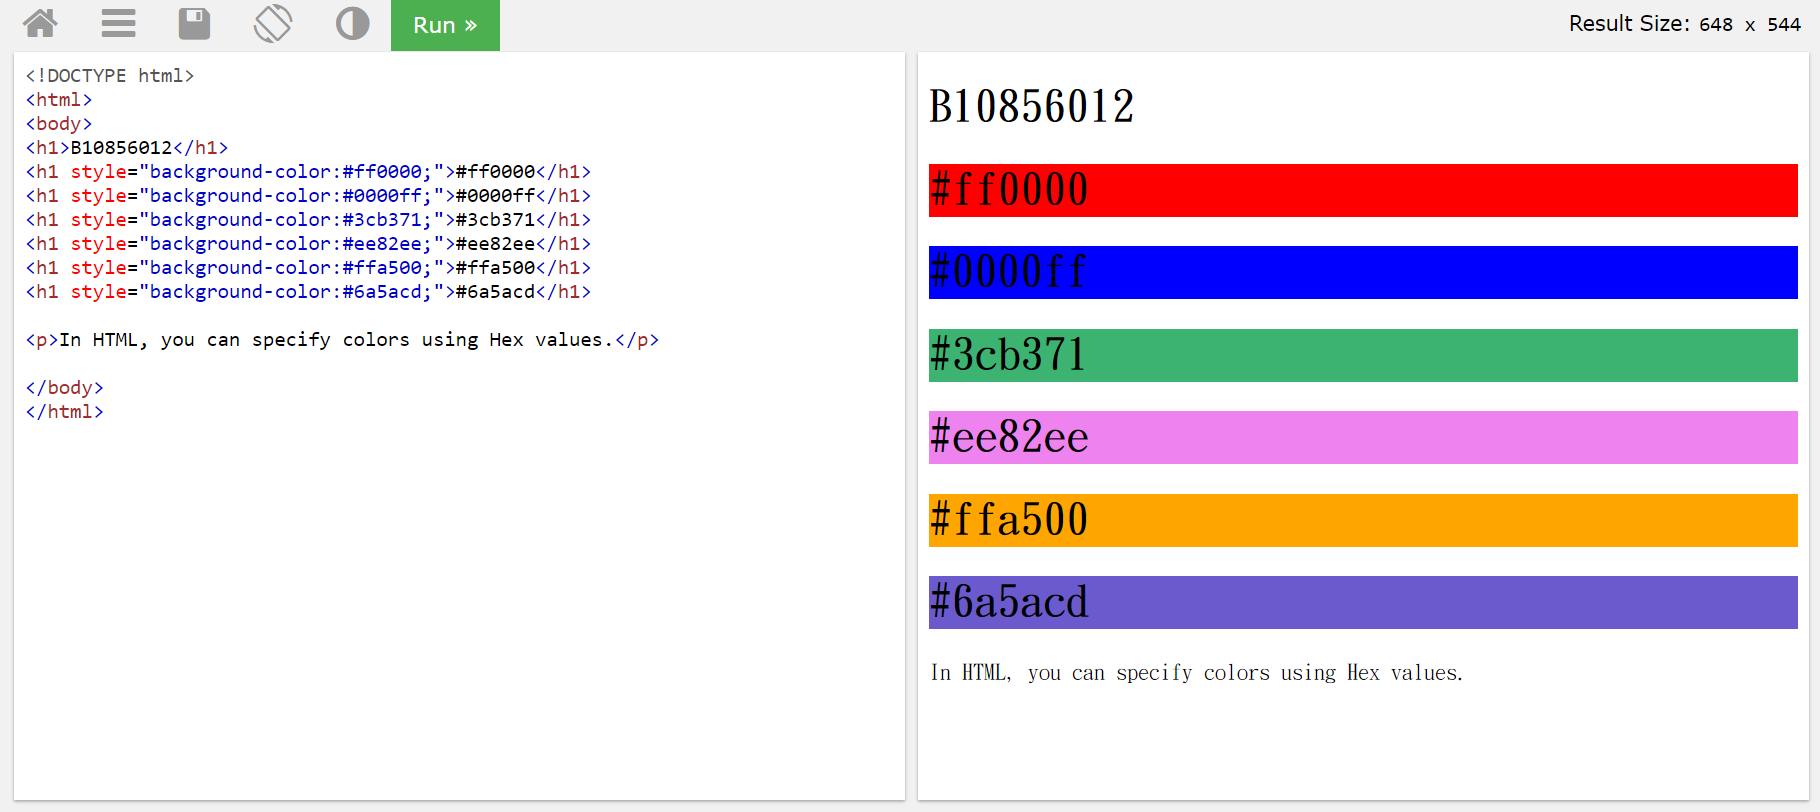 Run »
Result Size: 648 x 544
<!DOCTYPE html>
<html>
<body>
<h1>B10856012</h1>
<h1 style="background-color:#ff0000;">#ff0000</h1>
<h1 style="background-color:#0000ff;">#0000ff</h1>
<h1 style="background-color:#3cb371;">#3cb371</h1>
<h1 style="background-color:#ee82ee;">#ee82ee</h1>
<h1 style="background-color:#ffa500;">#ffa500</h1>
<h1 style="background-color:#6a5acd;">#6a5acd</h1>
<p>In HTML, you can specify colors using Hex values.</p>
</body>
</html>
B10856012
#ff0000
#0000ff
#3cb371
#ee82ee
#ffa500
#6a5acd
In HTML, you can specify colors using Hex values.